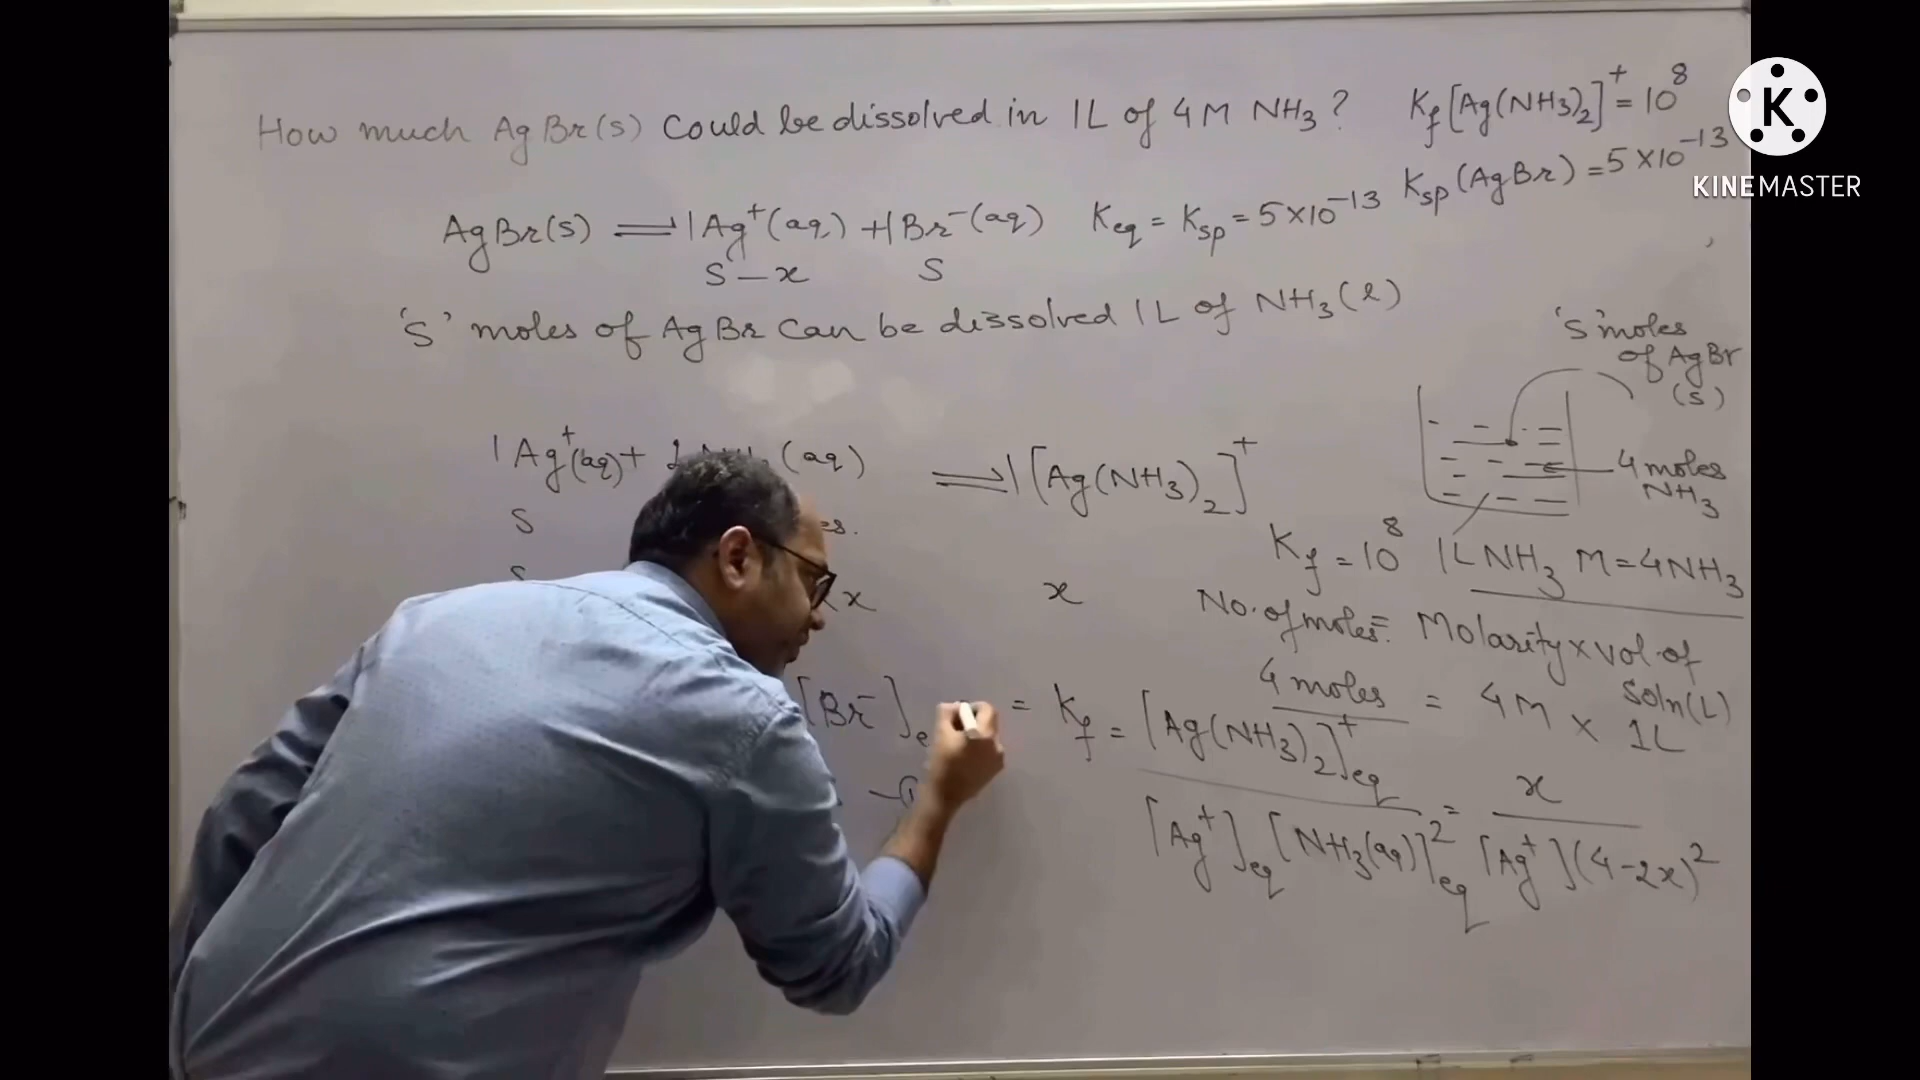 How much AgBr(s) could be dissolved in 1L of 4M NH3?
Kf[Ag(NH3)2]+ = 10^8
Ksp(AgBr) = 5×10^-13
KINEMASTER
AgBr(s) ⇌ 1Ag+(aq) + 1Br-(aq) Keq = Ksp = 5×10^-13
S-x S
'S' moles of AgBr can be dissolved 1L of NH3(l)
'S' moles
of AgBr
(s)
4 moles
NH3
1Ag+(aq) + (aq) ⇌ 1[Ag(NH3)2]+
S
x x
Kf = 10^8 1L NH3 M=4NH3
No. of moles = Molarity × vol. of
soln(L)
4 moles = 4M × 1L
[Br-] = Kf = [Ag(NH3)2]+eq
[Ag+]eq [NH3(aq)]^2eq
= x
[Ag+](4-2x)^2